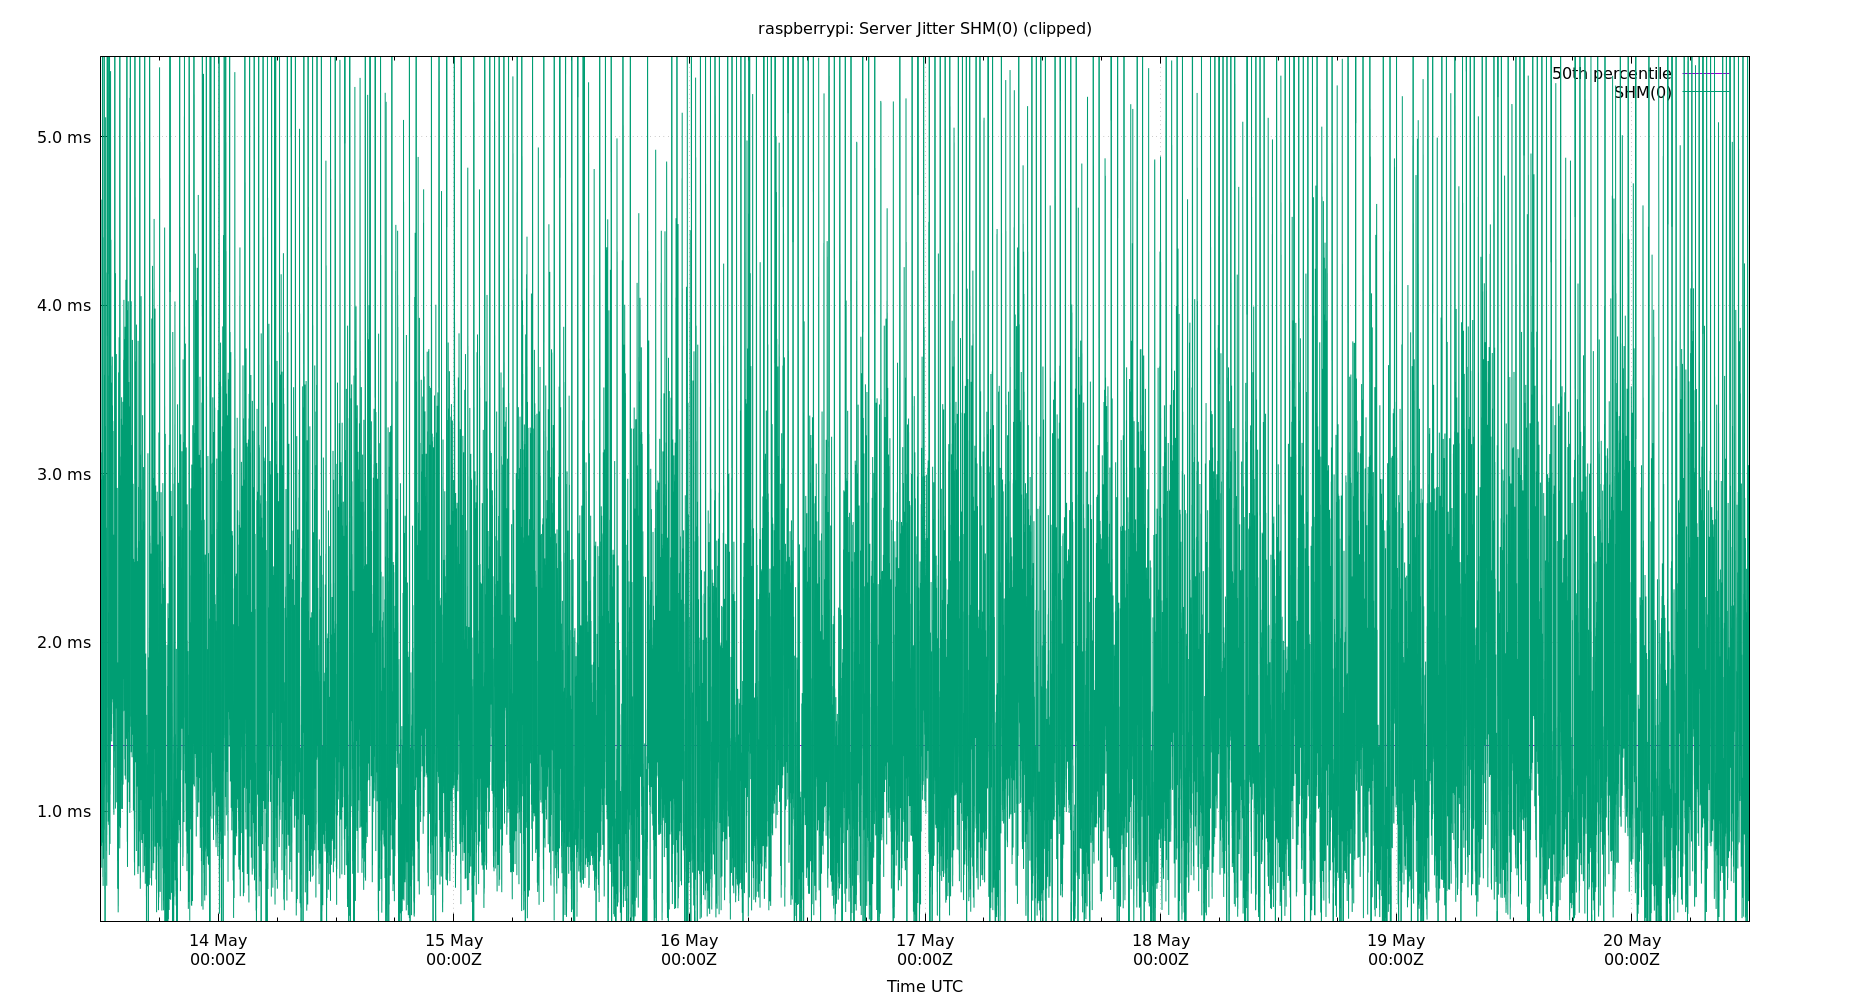 raspberrypi: Server Jitter SHM(0) (clipped)
50th percentile
SHM(0)
5.0 ms
4.0 ms
3.0 ms
2.0 ms
1.0 ms
14 May 15 May 16 May 17 May 18 May 19 May 20 May
00:00Z 00:00Z 00:00Z 00:00Z 00:00Z 00:00Z 00:00Z
Time UTC